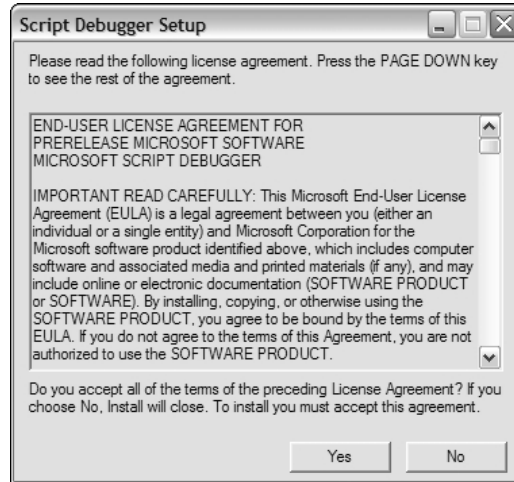 Script Debugger Setup
Please read the following license agreement. Press the PAGE DOWN key
to see the rest of the agreement.
END-USER LICENSE AGREEMENT FOR
PRERELEASE MICROSOFT SOFTWARE
MICROSOFT SCRIPT DEBUGGER
IMPORTANT READ CAREFULLY: This Microsoft End-User License
Agreement (EULA) is a legal agreement between you (either an
individual or a single entity) and Microsoft Corporation for the
Microsoft software product identified above, which includes computer
software and associated media and printed materials (if any), and may
include online or electronic documentation (SOFTWARE PRODUCT
or SOFTWARE). By installing, copying, or otherwise using the
SOFTWARE PRODUCT, you agree to be bound by the terms of this
EULA. If you do not agree to the terms of this Agreement, you are not
authorized to use the SOFTWARE PRODUCT.
Do you accept all of the terms of the preceding License Agreement? If you
choose No, Install will close. To install you must accept this agreement.
Yes
No